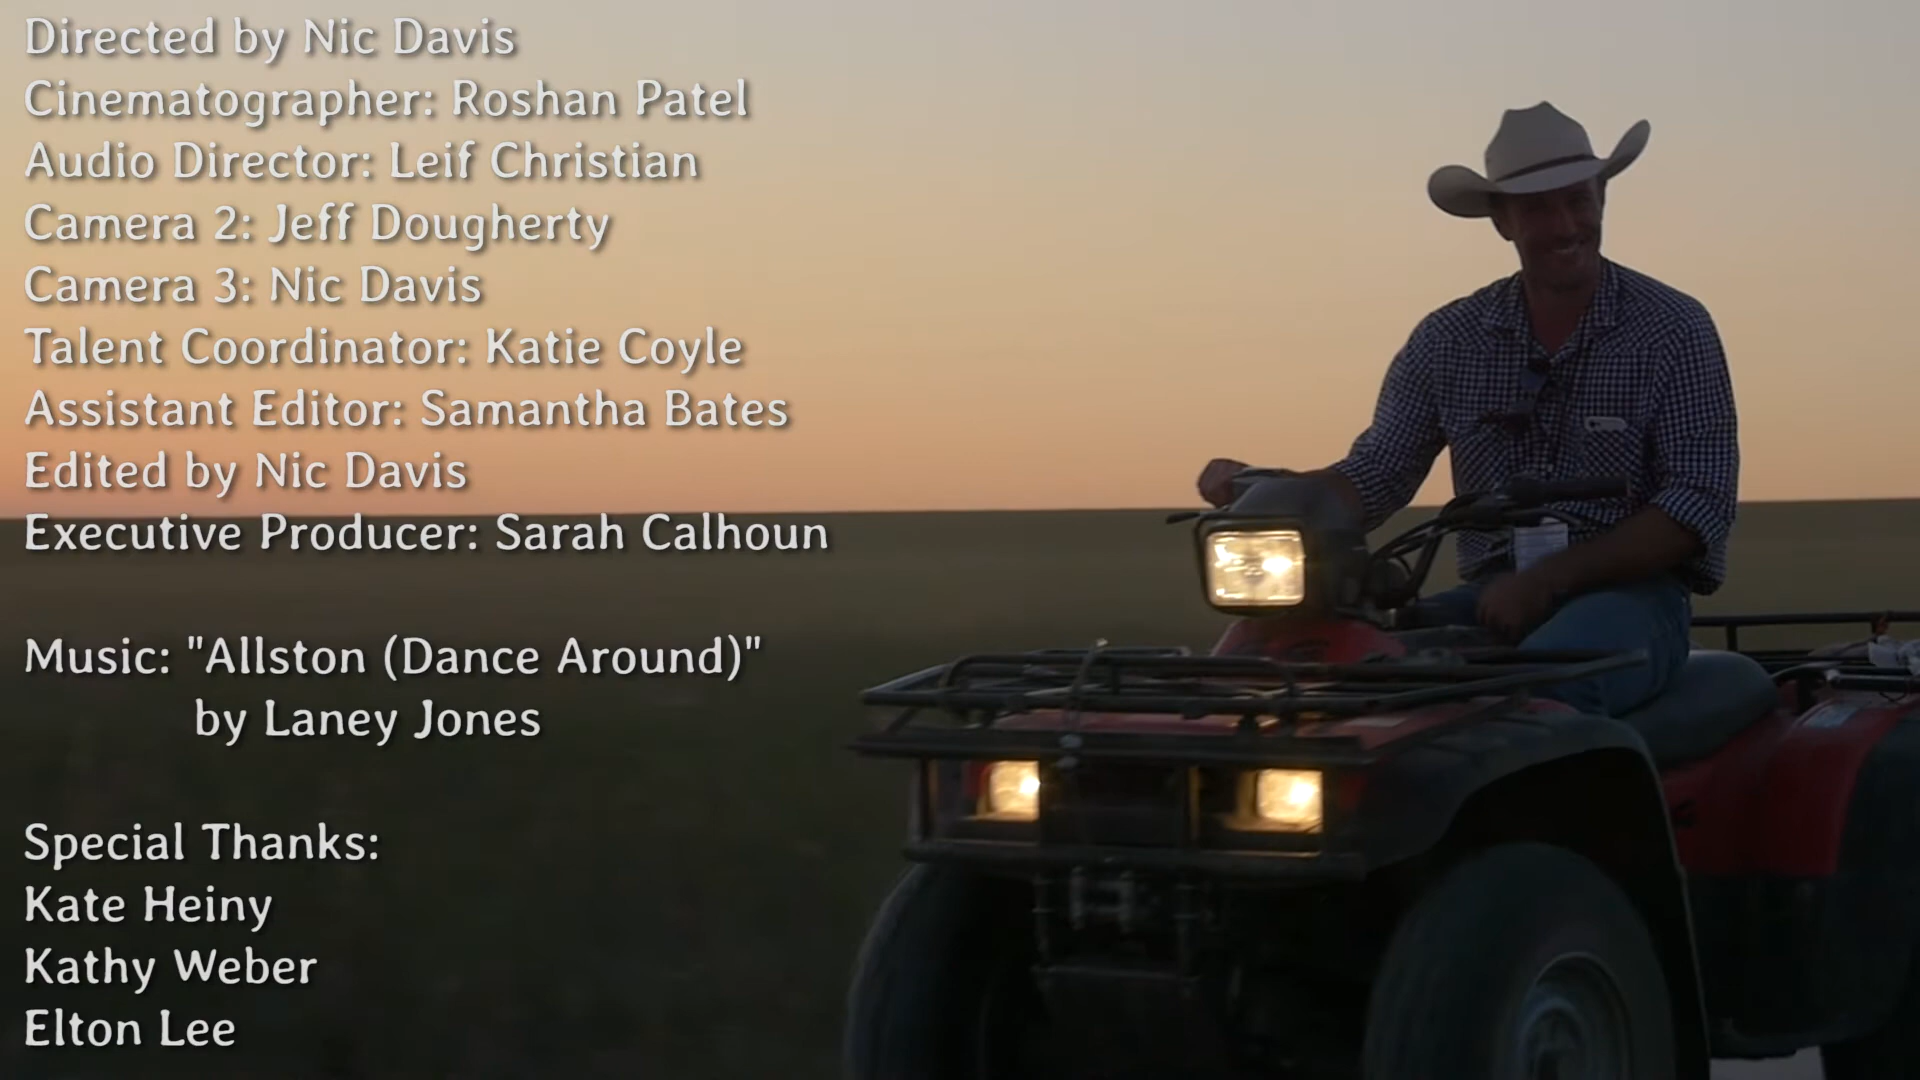 Directed by Nic Davis
Cinematographer: Roshan Patel
Audio Director: Leif Christian
Camera 2: Jeff Dougherty
Camera 3: Nic Davis
Talent Coordinator: Katie Coyle
Assistant Editor: Samantha Bates
Edited by Nic Davis
Executive Producer: Sarah Calhoun
Music: "Allston (Dance Around)"
by Laney Jones
Special Thanks:
Kate Heiny
Kathy Weber
Elton Lee